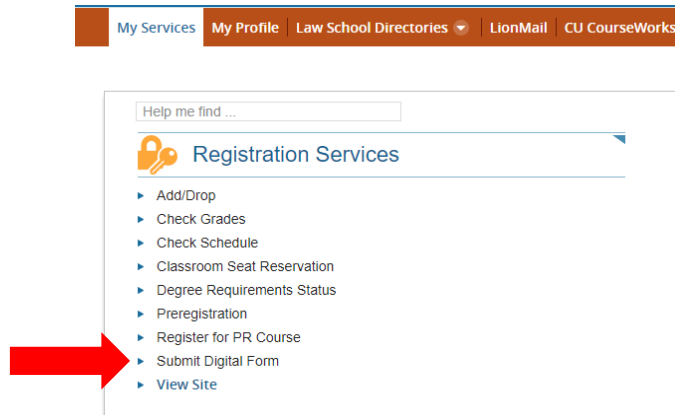 My Services My Profile Law School Directories LionMail CU CourseWorks
Help me find ...
Registration Services
Add/Drop
Check Grades
Check Schedule
Classroom Seat Reservation
Degree Requirements Status
Preregistration
Register for PR Course
Submit Digital Form
View Site